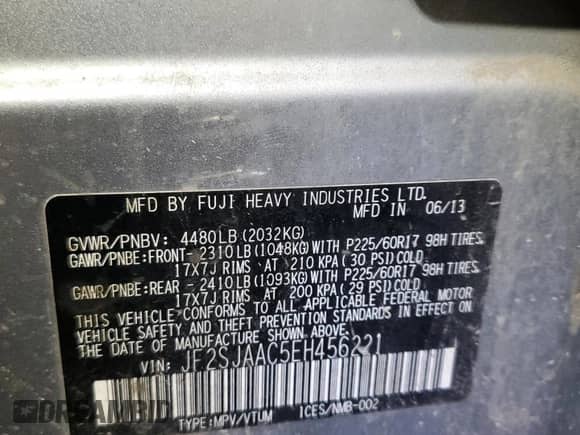 MFD BY FUJI HEAVY INDUSTRIES LTD.
MFD IN 06/13
GVWR/PNBV: 4480LB(2032KG)
GAWR/PNBE:FRONT- 2310LB(1048KG)WITH P225/60R17 98H TIRES
17X7J RIMS AT 210 KPA(30 PSI)COLD
GAWR/PNBE:REAR - 2410LB(1093KG)WITH P225/60R17 98H TIRES
17X7J RIMS AT 200 KPA(29 PSI)COLD
THIS VEHICLE CONFORMS TO ALL APPLICABLE FEDERAL MOTOR
VEHICLE SAFETY AND THEFT PREVENTION STANDARDS IN EFFECT ON
THE DATE OF MANUFACTURE SHOWN ABOVE.
VIN: JF2SJAAC5EH456221
TYPE:MPV/VTUM ICES/NMB-002
DREAMBID